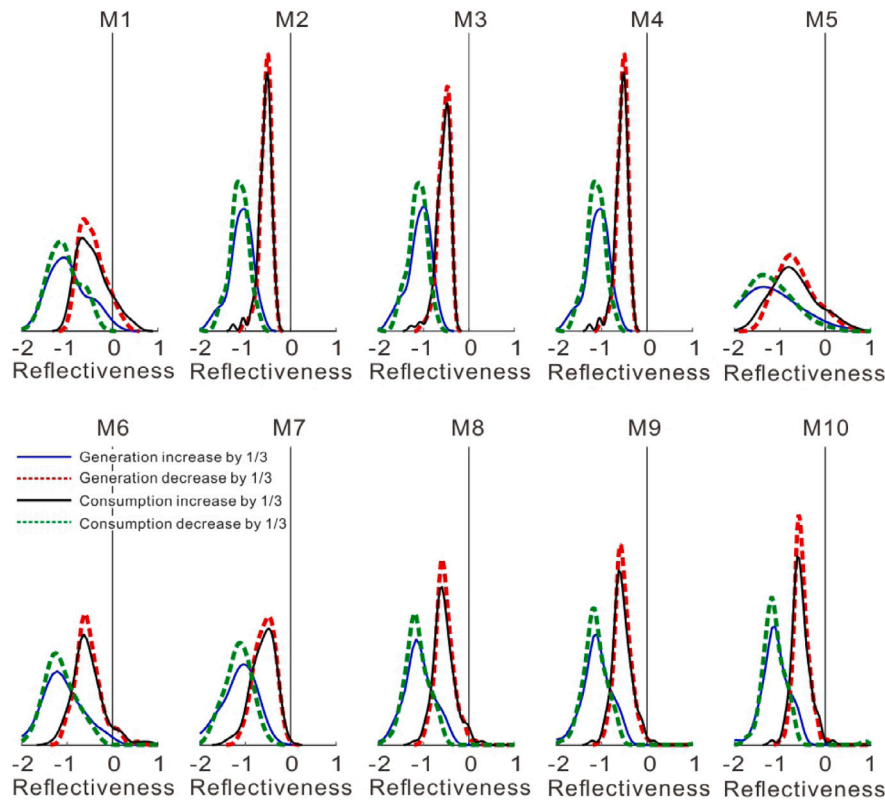 M1 M2 M3 M4 M5
-2 -1 0 1 -2 -1 0 1 -2 -1 0 1 -2 -1 0 1 -2 -1 0 1
Reflectiveness Reflectiveness Reflectiveness Reflectiveness Reflectiveness
M6 M7 M8 M9 M10
Generation increase by 1/3
Generation decrease by 1/3
Consumption increase by 1/3
Consumption decrease by 1/3
-2 -1 0 1 -2 -1 0 1 -2 -1 0 1 -2 -1 0 1 -2 -1 0 1
Reflectiveness Reflectiveness Reflectiveness Reflectiveness Reflectiveness